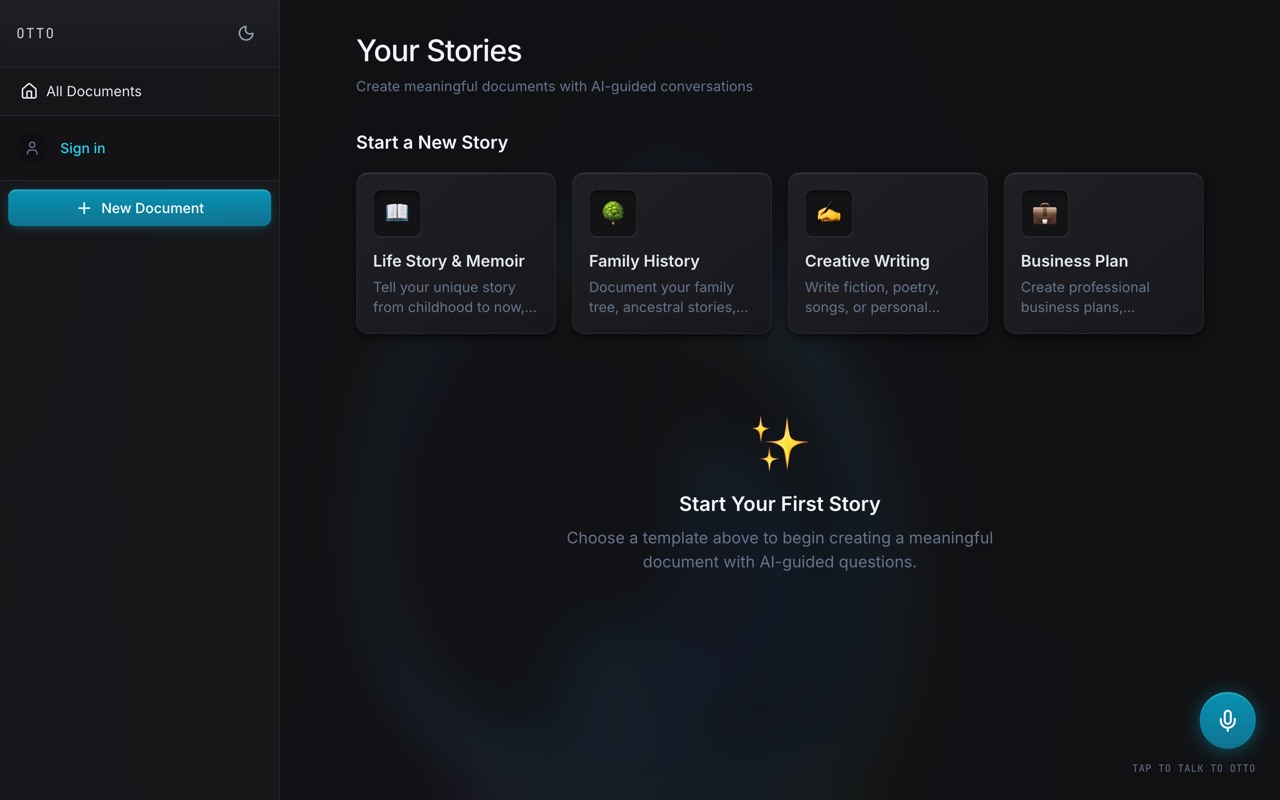 OTTO
All Documents
Sign in
New Document
Your Stories
Create meaningful documents with AI-guided conversations
Start a New Story
Life Story & Memoir
Tell your unique story
from childhood to now,...
Family History
Document your family
tree, ancestral stories,...
Creative Writing
Write fiction, poetry,
songs, or personal...
Business Plan
Create professional
business plans,...
Start Your First Story
Choose a template above to begin creating a meaningful
document with AI-guided questions.
TAP TO TALK TO OTTO